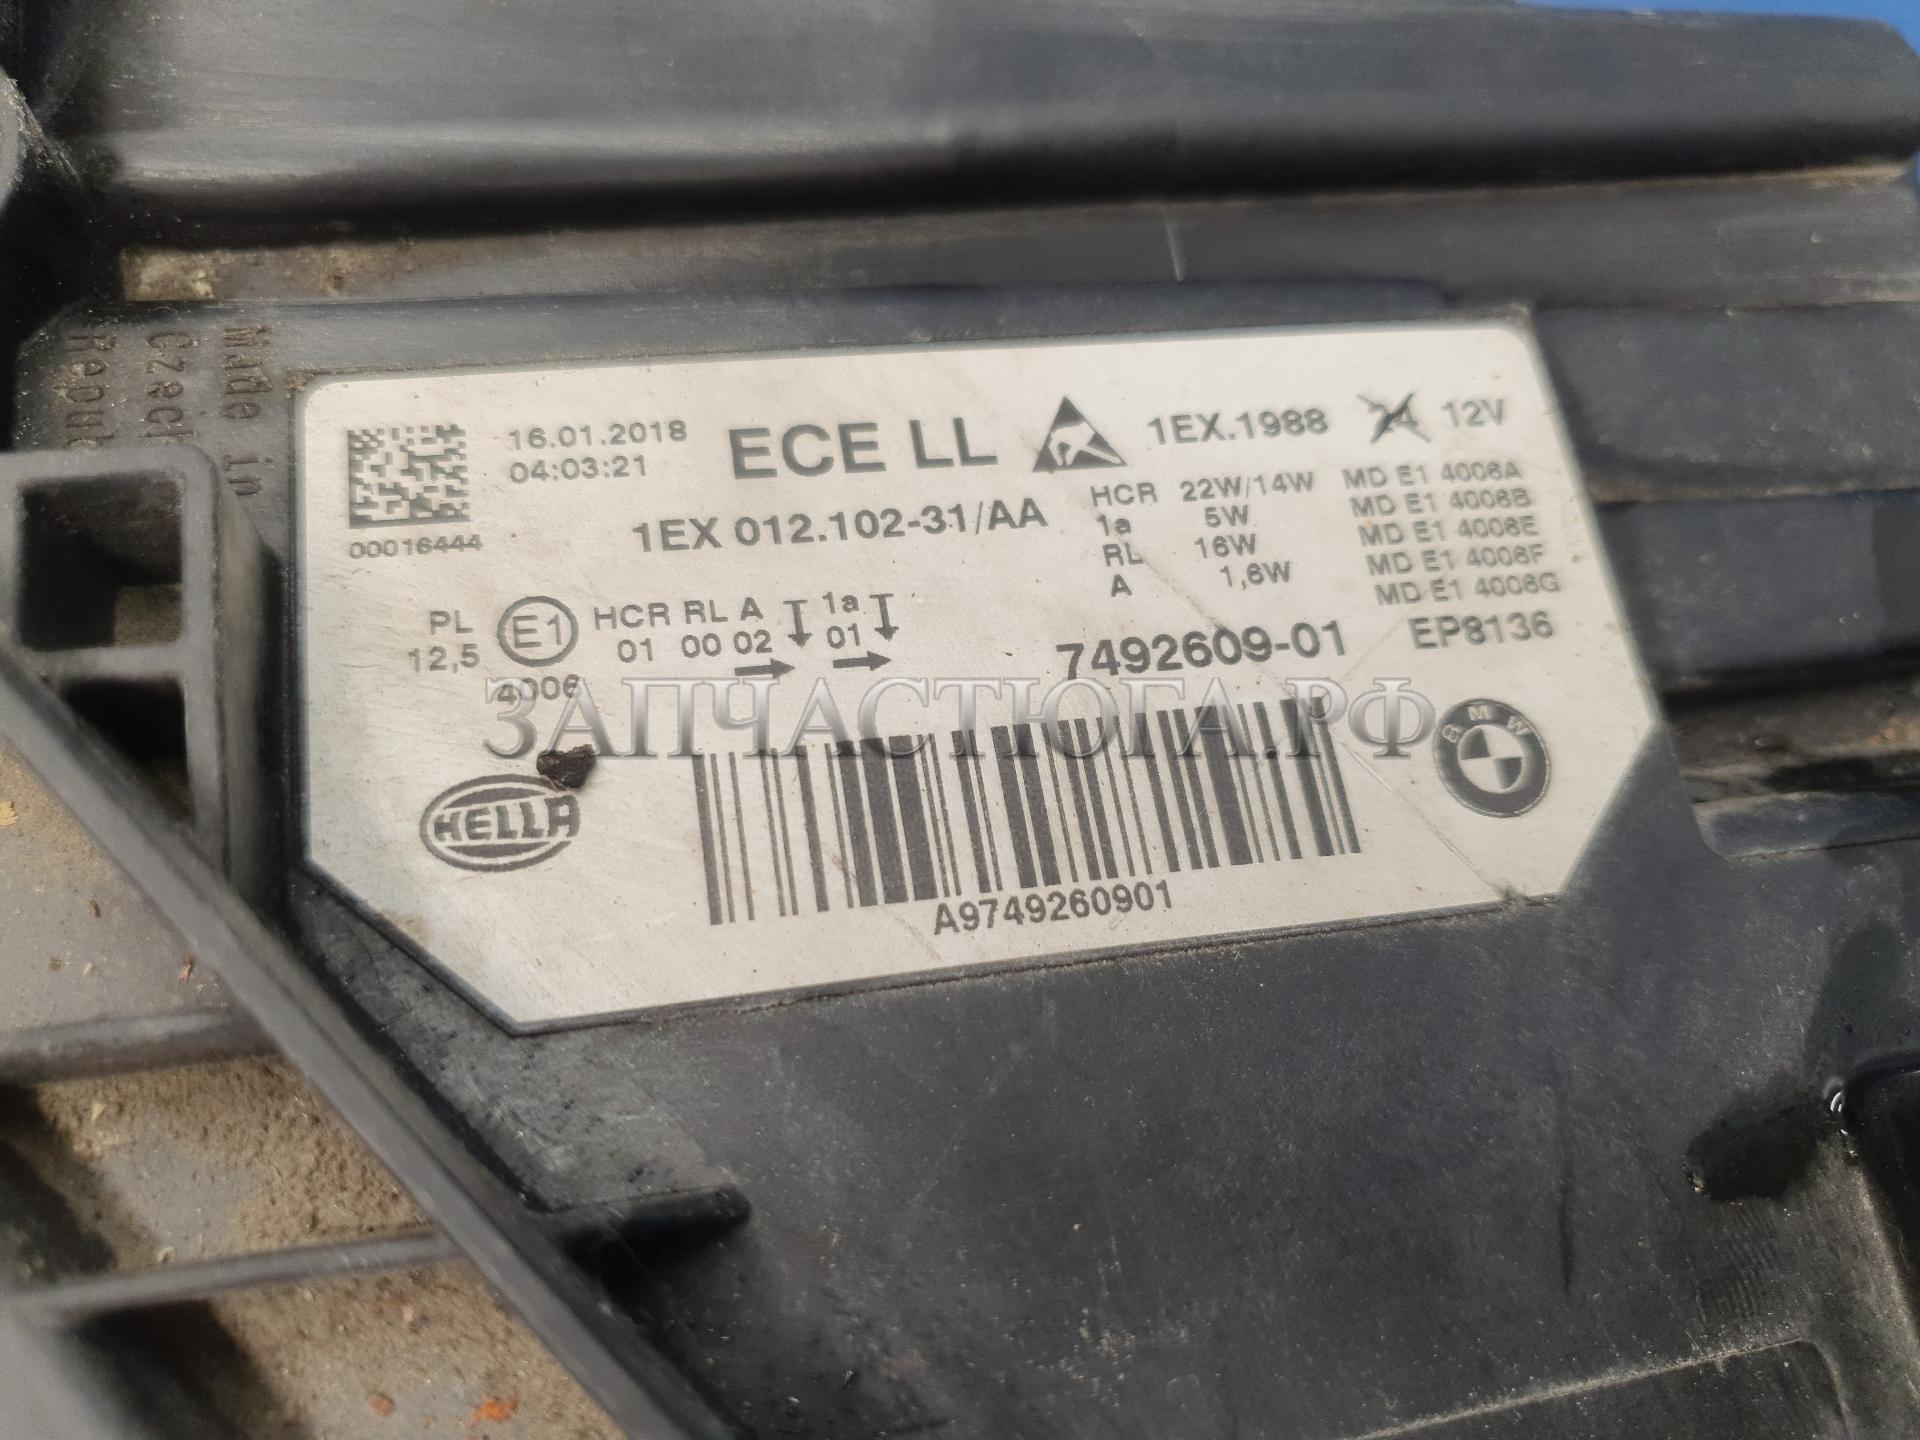 Made in
Czech
Repub
16.01.2018
04:03:21
00016444
ECE LL
1EX.1988
24 12V
1EX 012.102-31/AA
HCR 22W/14W
1a 5W
RL 16W
A 1,6W
MD E1 4006A
MD E1 4006B
MD E1 4006E
MD E1 4006F
MD E1 4006G
PL
12,5
E1
4006
HCR RL A 1a
01 00 02 01
7492609-01
EP8136
ЗАПЧАСТЮГА.РФ
HELLA
BMW
A9749260901